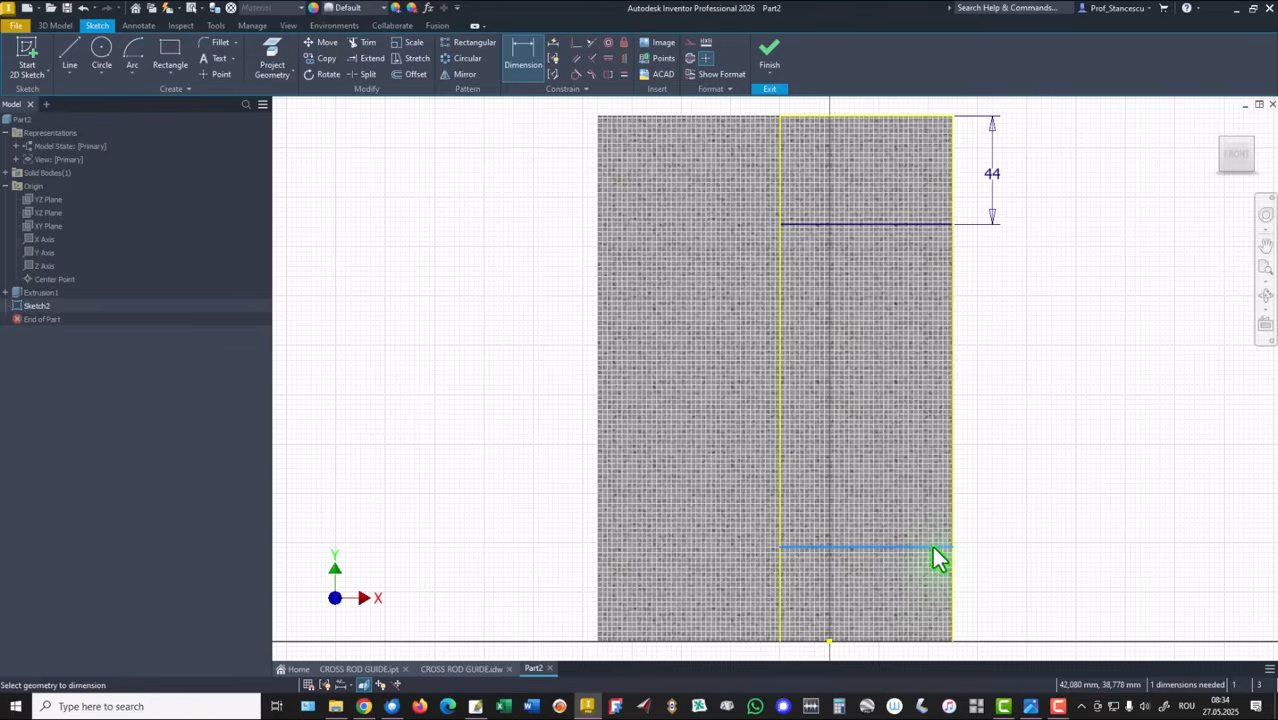 Material
Default
Autodesk Inventor Professional 2026 Part2
Search Help & Commands...
Prof_Stancescu
File 3D Model Sketch Annotate Inspect Tools Manage View Environments Get Started Collaborate Fusion
Start
2D Sketch
Line
Circle
Arc
Rectangle
Fillet
Text
Point
Project
Geometry
Move Trim Scale
Copy Extend Stretch
Rotate Split Offset
Rectangular
Circular
Mirror
Dimension
Image
Points
ACAD
Show Format
Finish
Sketch Create Modify Pattern Constrain Insert Format Exit
Model
Part2
Representations
Model State: [Primary]
View: [Primary]
Solid Bodies(1)
Origin
YZ Plane
XZ Plane
XY Plane
X Axis
Y Axis
Z Axis
Center Point
Extrusion1
Sketch2
End of Part
44
FRONT
Y
X
Home CROSS ROD GUIDE.ipt CROSS ROD GUIDE.idw Part2
Select geometry to dimension
42,080 mm, 38,778 mm 1 dimensions needed 1 3
Type here to search
ROU
08:34
27.05.2025